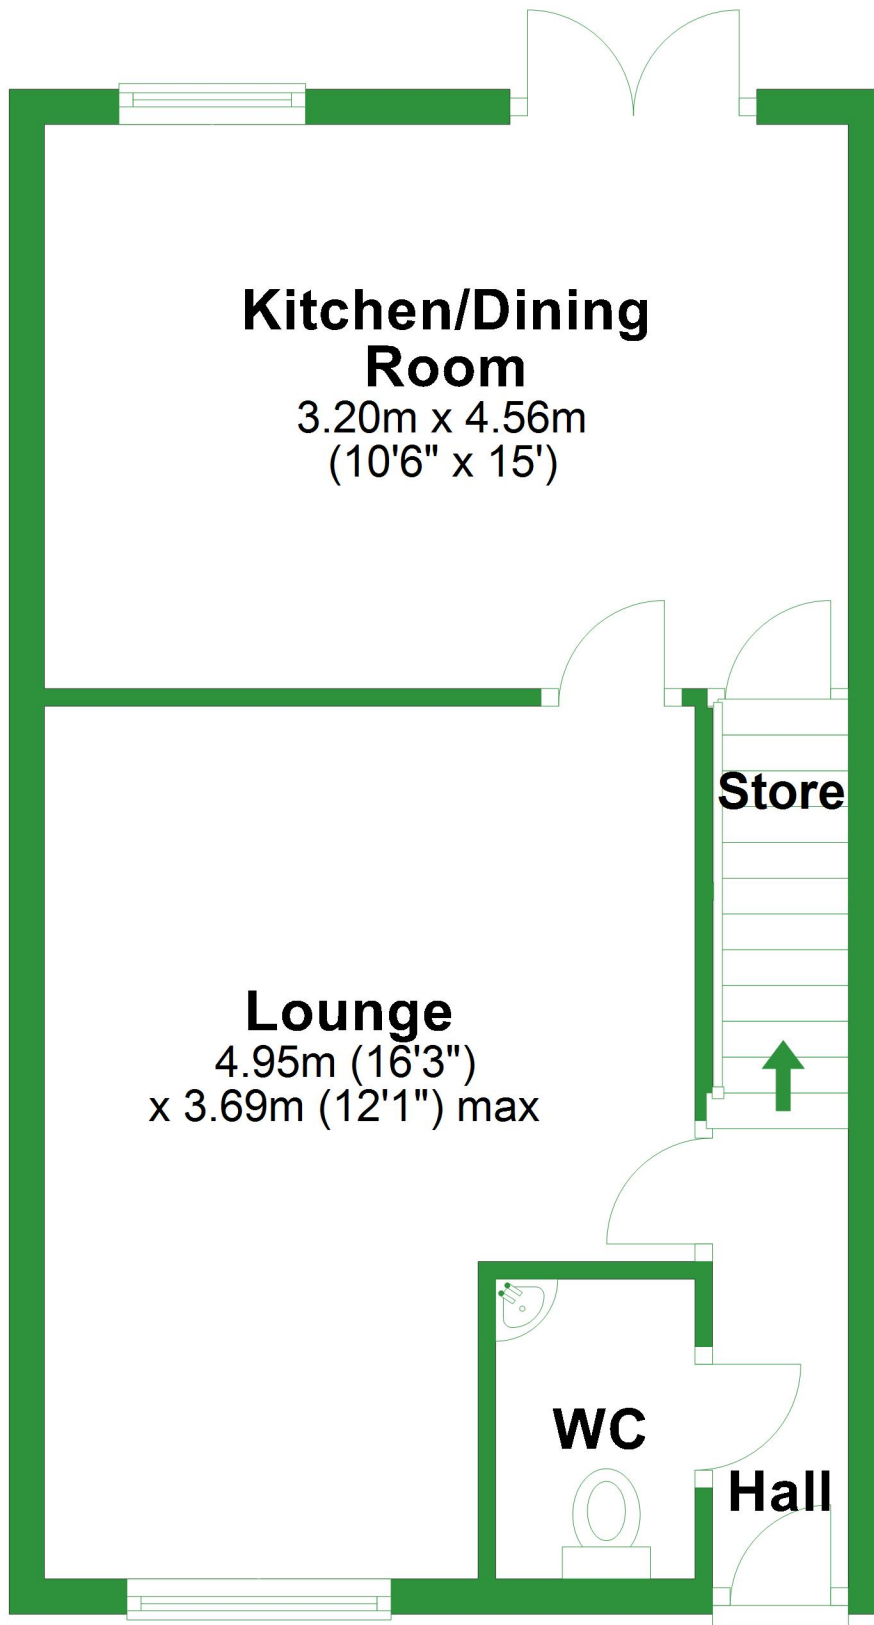 Kitchen/Dining
Room
3.20m x 4.56m
(10'6" x 15')
Store
Lounge
4.95m (16'3")
x 3.69m (12'1") max
WC
Hall